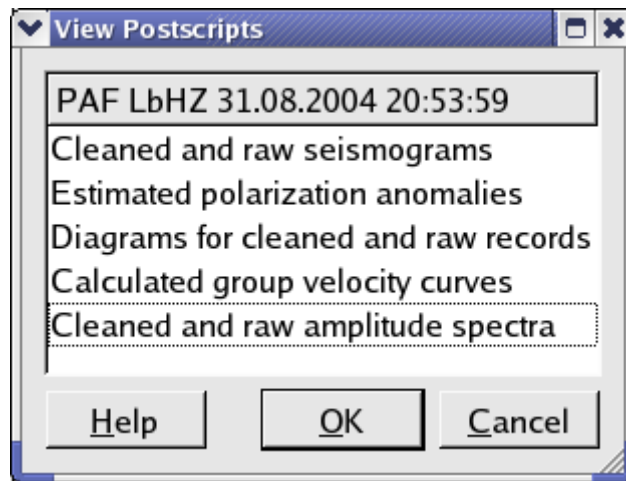 View Postscripts
PAF LbHZ 31.08.2004 20:53:59
Cleaned and raw seismograms
Estimated polarization anomalies
Diagrams for cleaned and raw records
Calculated group velocity curves
Cleaned and raw amplitude spectra
Help OK Cancel